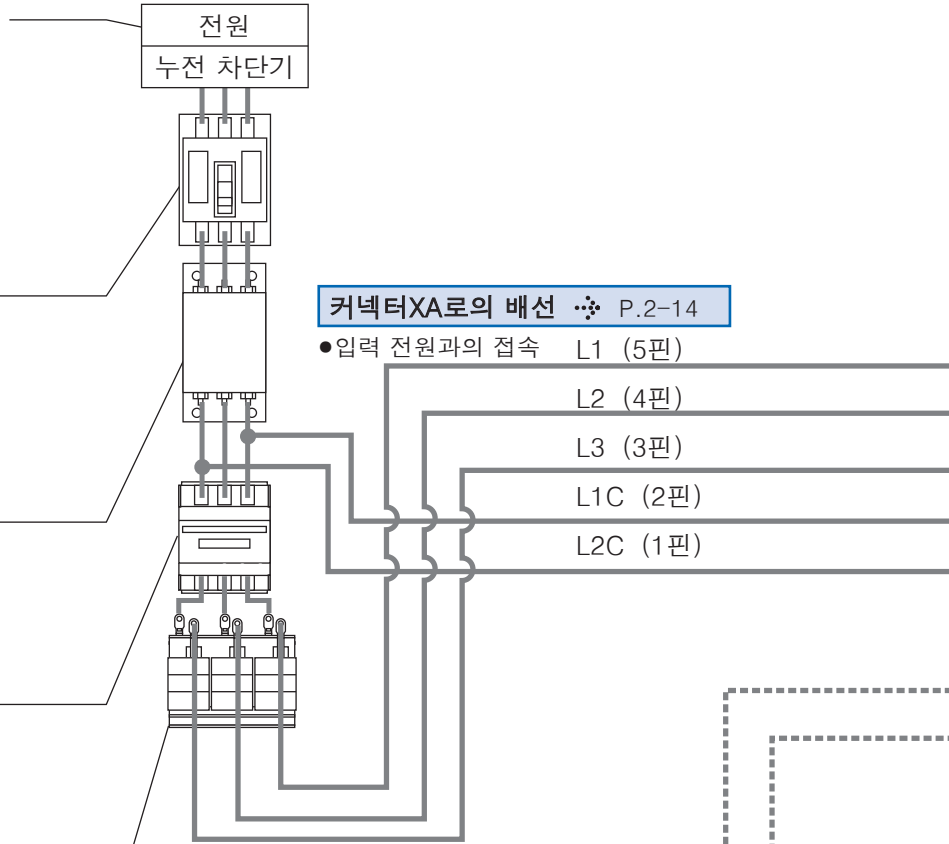 전원
누전 차단기
커넥터XA로의 배선 P.2-14
●입력 전원과의 접속
L1 (5핀)
L2 (4핀)
L3 (3핀)
L1C (2핀)
L2C (1핀)